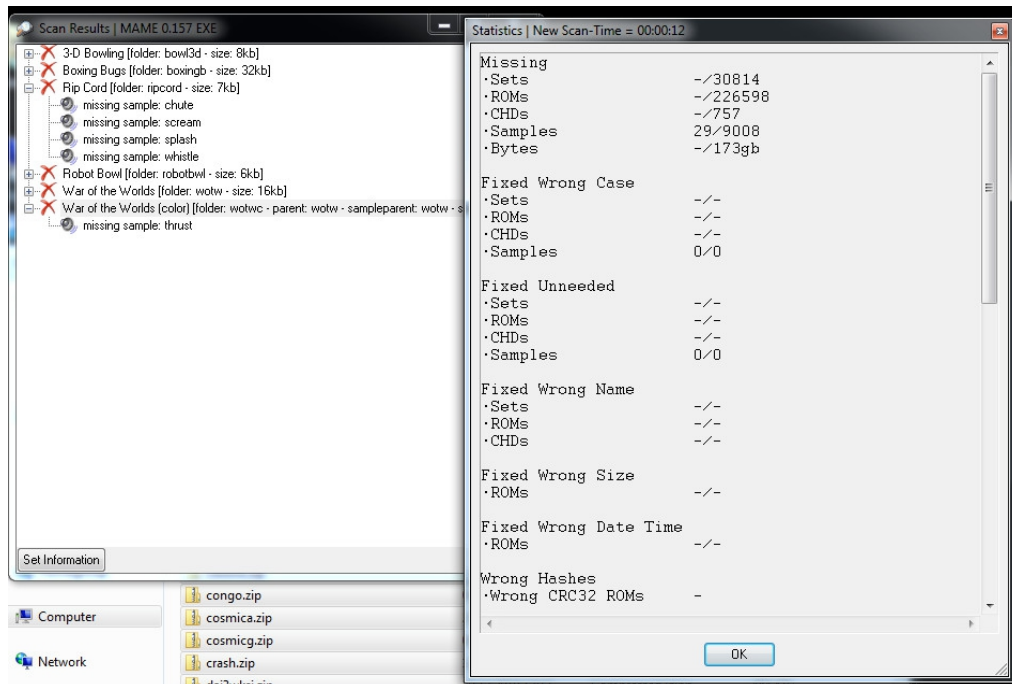 Scan Results | MAME 0.157 EXE
3-D Bowling [folder: bowl3d - size: 8kb]
Boxing Bugs [folder: boxingb - size: 32kb]
Rip Cord [folder: ripcord - size: 7kb]
missing sample: chute
missing sample: scream
missing sample: splash
missing sample: whistle
Robot Bowl [folder: robotbwl - size: 6kb]
War of the Worlds [folder: wotw - size: 16kb]
War of the Worlds (color) [folder: wotwc - parent: wotw - sampleparent: wotw - s
missing sample: thrust
Set Information
Computer
Network
congo.zip
cosmica.zip
cosmicg.zip
crash.zip
Statistics | New Scan-Time = 00:00:12
Missing
·Sets -/30814
·ROMs -/226598
·CHDs -/757
·Samples 29/9008
·Bytes -/173gb
Fixed Wrong Case
·Sets -/-
·ROMs -/-
·CHDs -/-
·Samples 0/0
Fixed Unneeded
·Sets -/-
·ROMs -/-
·CHDs -/-
·Samples 0/0
Fixed Wrong Name
·Sets -/-
·ROMs -/-
·CHDs -/-
Fixed Wrong Size
·ROMs -/-
Fixed Wrong Date Time
·ROMs -/-
Wrong Hashes
·Wrong CRC32 ROMs -
OK